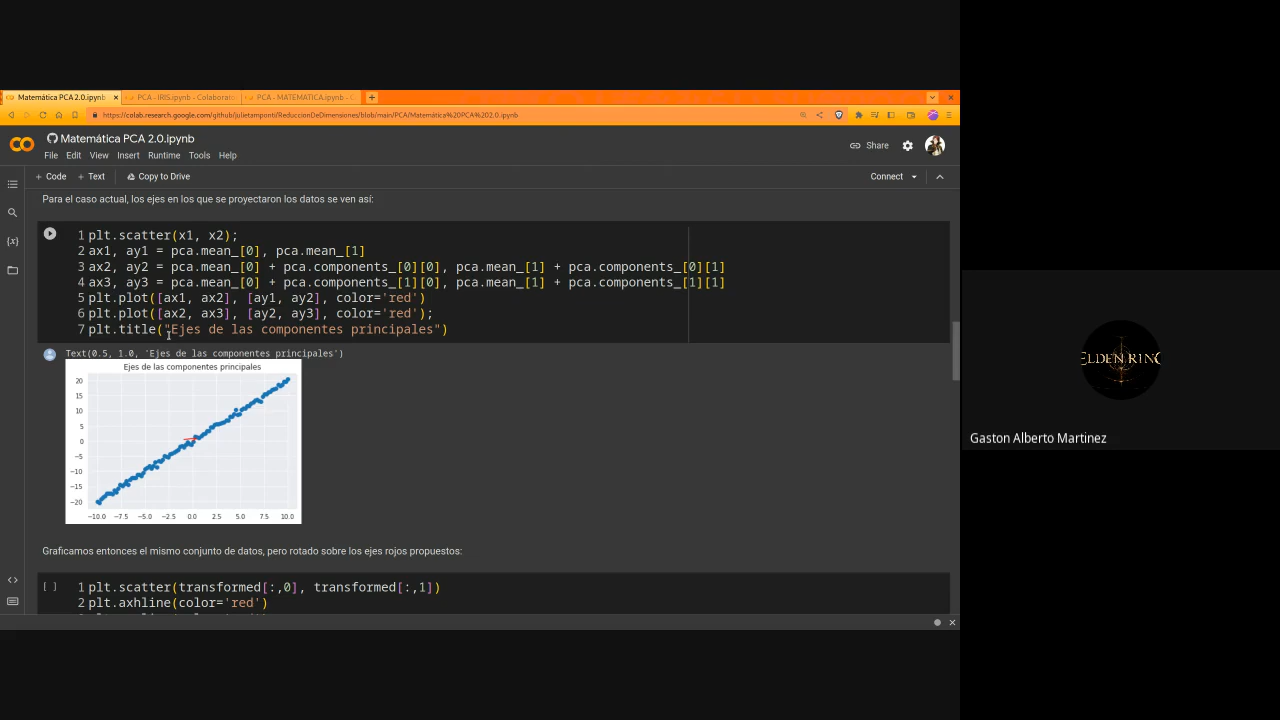 Matemática PCA 2.0.ipynb
PCA - IRIS.ipynb - Colaborato
PCA - MATEMATICA.ipynb - C
https://colab.research.google.com/github/julietamponti/ReduccionDeDimensiones/blob/main/PCA/Matemática%20PCA%202.0.ipynb
Matemática PCA 2.0.ipynb
File Edit View Insert Runtime Tools Help
Share
+ Code + Text Copy to Drive
Connect
Para el caso actual, los ejes en los que se proyectaron los datos se ven así:
1 plt.scatter(x1, x2);
2 ax1, ay1 = pca.mean_[0], pca.mean_[1]
3 ax2, ay2 = pca.mean_[0] + pca.components_[0][0], pca.mean_[1] + pca.components_[0][1]
4 ax3, ay3 = pca.mean_[0] + pca.components_[1][0], pca.mean_[1] + pca.components_[1][1]
5 plt.plot([ax1, ax2], [ay1, ay2], color='red')
6 plt.plot([ax2, ax3], [ay2, ay3], color='red');
7 plt.title("Ejes de las componentes principales")
Text(0.5, 1.0, 'Ejes de las componentes principales')
Ejes de las componentes principales
20
15
10
5
0
−5
−10
−15
−20
−10.0 −7.5 −5.0 −2.5 0.0 2.5 5.0 7.5 10.0
Graficamos entonces el mismo conjunto de datos, pero rotado sobre los ejes rojos propuestos:
[ ] 1 plt.scatter(transformed[:,0], transformed[:,1])
2 plt.axhline(color='red')
ELDEN RING
Gaston Alberto Martinez